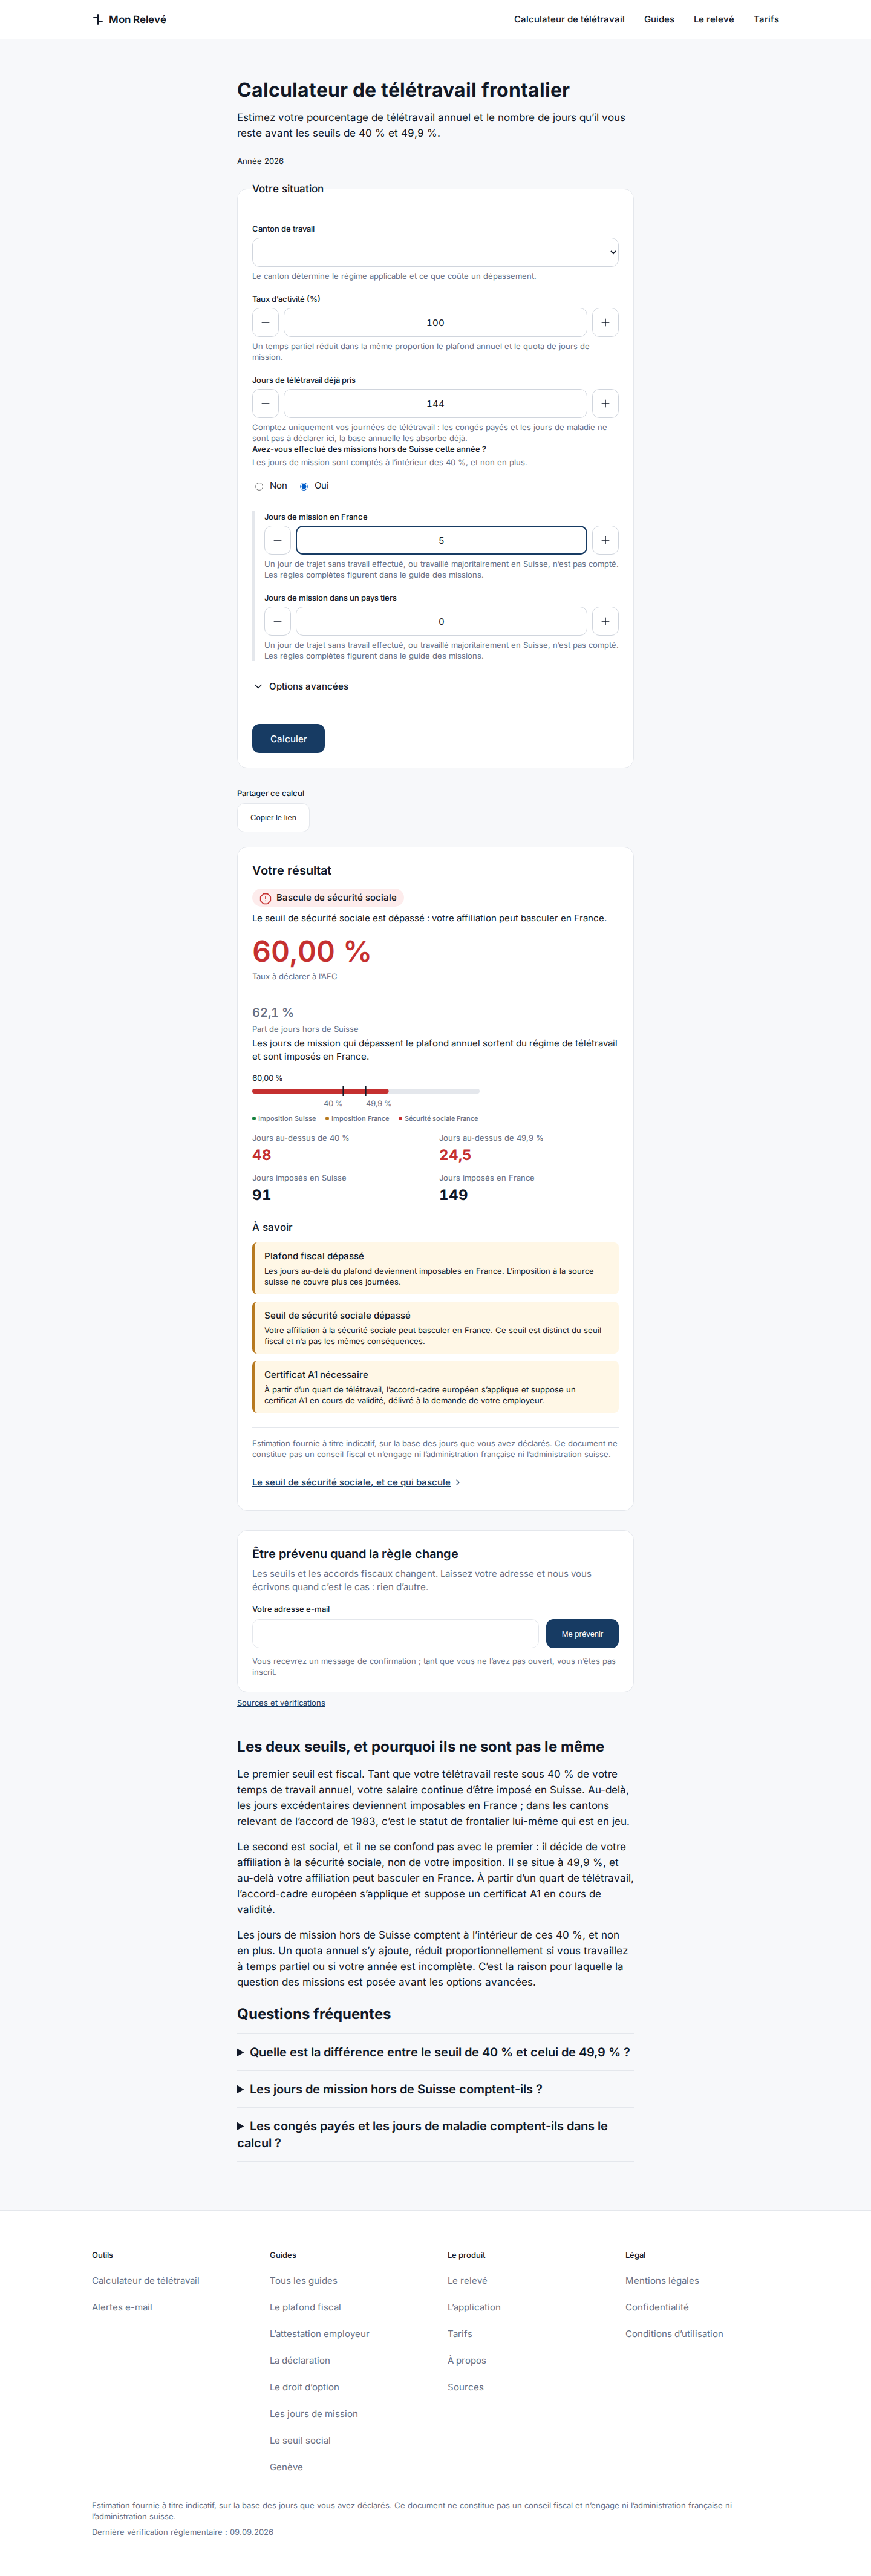 Mon Relevé
Calculateur de télétravail
Guides
Le relevé
Tarifs
Calculateur de télétravail frontalier
Estimez votre pourcentage de télétravail annuel et le nombre de jours qu’il vous
reste avant les seuils de 40 % et 49,9 %.
Année 2026
Votre situation
Canton de travail
Le canton détermine le régime applicable et ce que coûte un dépassement.
Taux d’activité (%)
− 100 +
Un temps partiel réduit dans la même proportion le plafond annuel et le quota de jours de
mission.
Jours de télétravail déjà pris
− 144 +
Comptez uniquement vos journées de télétravail : les congés payés et les jours de maladie ne
sont pas à déclarer ici, la base annuelle les absorbe déjà.
Avez-vous effectué des missions hors de Suisse cette année ?
Les jours de mission sont comptés à l’intérieur des 40 %, et non en plus.
Non Oui
Jours de mission en France
− 5 +
Un jour de trajet sans travail effectué, ou travaillé majoritairement en Suisse, n’est pas compté.
Les règles complètes figurent dans le guide des missions.
Jours de mission dans un pays tiers
− 0 +
Un jour de trajet sans travail effectué, ou travaillé majoritairement en Suisse, n’est pas compté.
Les règles complètes figurent dans le guide des missions.
Options avancées
Calculer
Partager ce calcul
Copier le lien
Votre résultat
Bascule de sécurité sociale
Le seuil de sécurité sociale est dépassé : votre affiliation peut basculer en France.
60,00 %
Taux à déclarer à l’AFC
62,1 %
Part de jours hors de Suisse
Les jours de mission qui dépassent le plafond annuel sortent du régime de télétravail
et sont imposés en France.
60,00 %
40 % 49,9 %
Imposition Suisse Imposition France Sécurité sociale France
Jours au-dessus de 40 % Jours au-dessus de 49,9 %
48 24,5
Jours imposés en Suisse Jours imposés en France
91 149
À savoir
Plafond fiscal dépassé
Les jours au-delà du plafond deviennent imposables en France. L’imposition à la source
suisse ne couvre plus ces journées.
Seuil de sécurité sociale dépassé
Votre affiliation à la sécurité sociale peut basculer en France. Ce seuil est distinct du seuil
fiscal et n’a pas les mêmes conséquences.
Certificat A1 nécessaire
À partir d’un quart de télétravail, l’accord-cadre européen s’applique et suppose un
certificat A1 en cours de validité, délivré à la demande de votre employeur.
Estimation fournie à titre indicatif, sur la base des jours que vous avez déclarés. Ce document ne
constitue pas un conseil fiscal et n’engage ni l’administration française ni l’administration suisse.
Le seuil de sécurité sociale, et ce qui bascule
Être prévenu quand la règle change
Les seuils et les accords fiscaux changent. Laissez votre adresse et nous vous
écrivons quand c’est le cas : rien d’autre.
Votre adresse e-mail
Me prévenir
Vous recevrez un message de confirmation ; tant que vous ne l’avez pas ouvert, vous n’êtes pas
inscrit.
Sources et vérifications
Les deux seuils, et pourquoi ils ne sont pas le même
Le premier seuil est fiscal. Tant que votre télétravail reste sous 40 % de votre
temps de travail annuel, votre salaire continue d’être imposé en Suisse. Au-delà,
les jours excédentaires deviennent imposables en France ; dans les cantons
relevant de l’accord de 1983, c’est le statut de frontalier lui-même qui est en jeu.
Le second est social, et il ne se confond pas avec le premier : il décide de votre
affiliation à la sécurité sociale, non de votre imposition. Il se situe à 49,9 %, et
au-delà votre affiliation peut basculer en France. À partir d’un quart de télétravail,
l’accord-cadre européen s’applique et suppose un certificat A1 en cours de
validité.
Les jours de mission hors de Suisse comptent à l’intérieur de ces 40 %, et non
en plus. Un quota annuel s’y ajoute, réduit proportionnellement si vous travaillez
à temps partiel ou si votre année est incomplète. C’est la raison pour laquelle la
question des missions est posée avant les options avancées.
Questions fréquentes
Quelle est la différence entre le seuil de 40 % et celui de 49,9 % ?
Les jours de mission hors de Suisse comptent-ils ?
Les congés payés et les jours de maladie comptent-ils dans le
calcul ?
Outils
Calculateur de télétravail
Alertes e-mail
Guides
Tous les guides
Le plafond fiscal
L’attestation employeur
La déclaration
Le droit d’option
Les jours de mission
Le seuil social
Genève
Le produit
Le relevé
L’application
Tarifs
À propos
Sources
Légal
Mentions légales
Confidentialité
Conditions d’utilisation
Estimation fournie à titre indicatif, sur la base des jours que vous avez déclarés. Ce document ne constitue pas un conseil fiscal et n’engage ni l’administration française ni
l’administration suisse.
Dernière vérification réglementaire : 09.09.2026